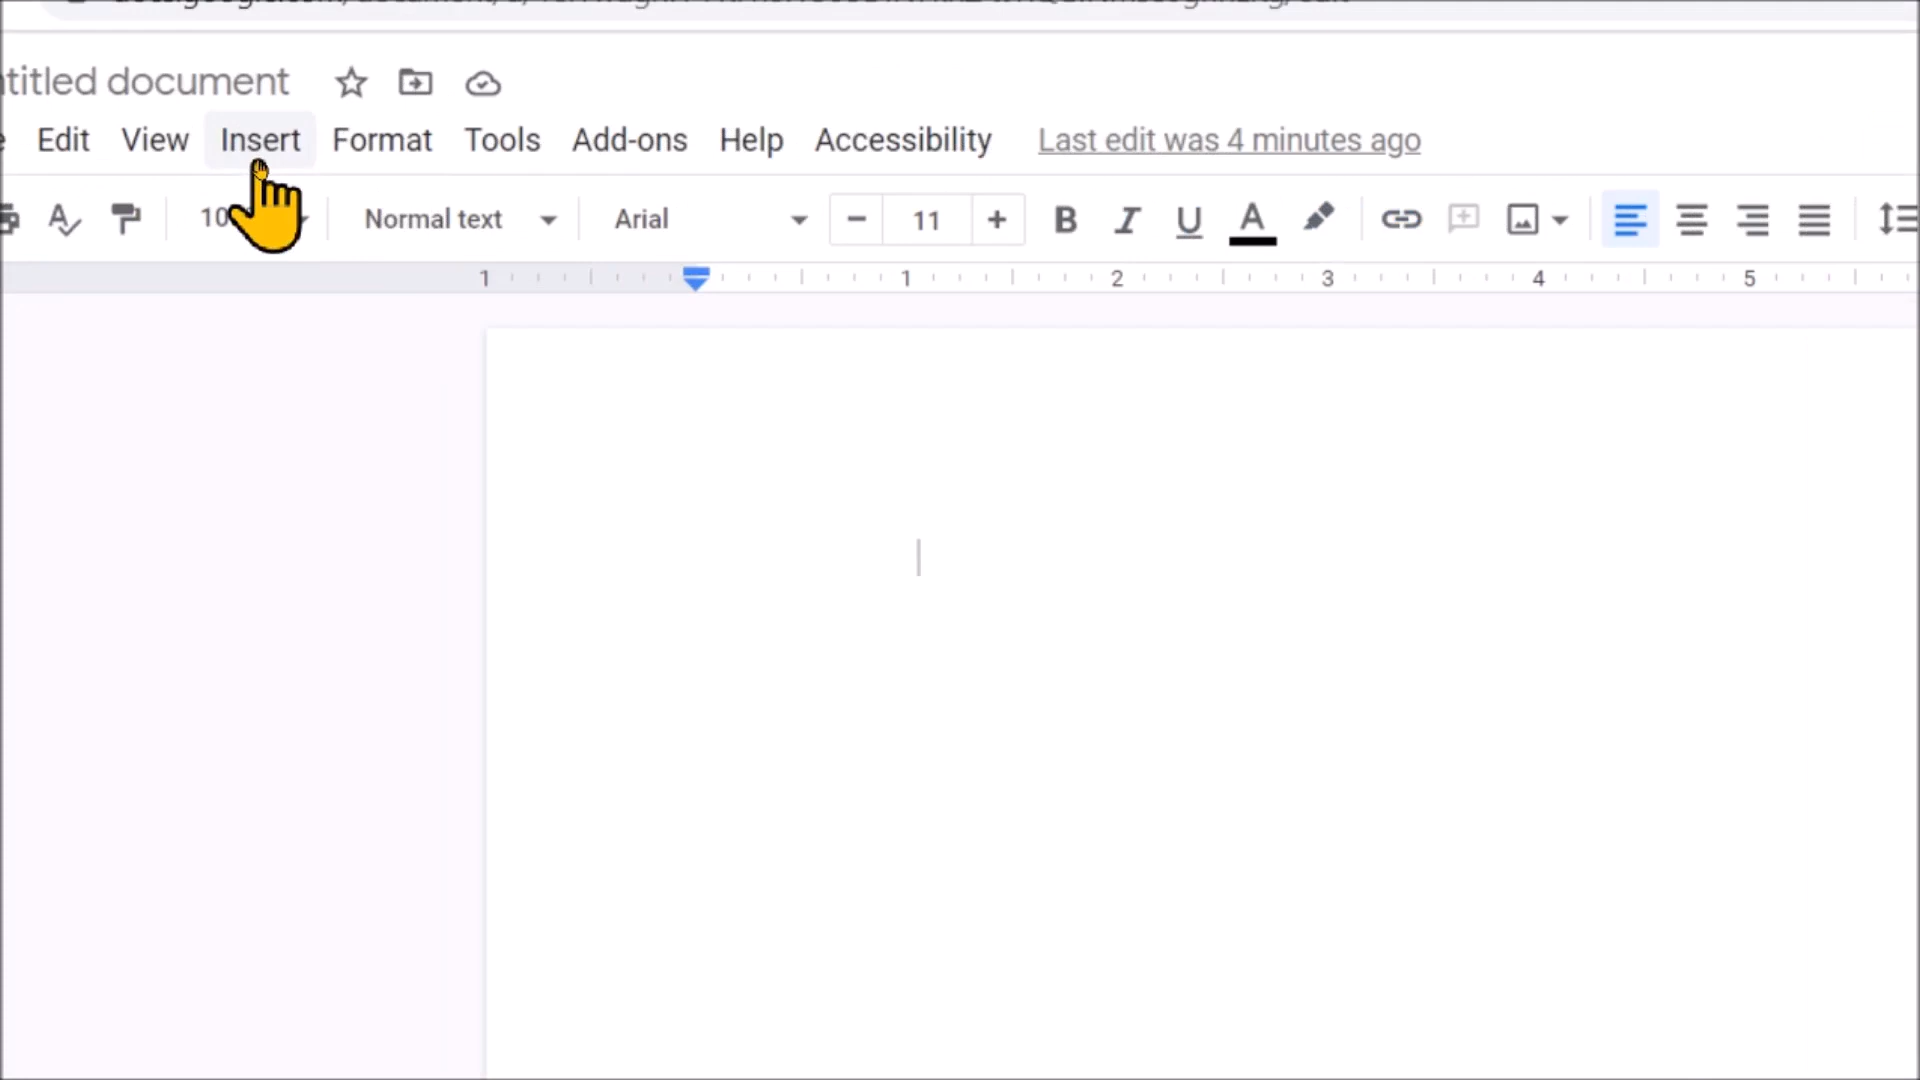 ntitled document
Edit View Insert Format Tools Add-ons Help Accessibility Last edit was 4 minutes ago
10 Normal text Arial − 11 + B I U A
1 1 2 3 4 5